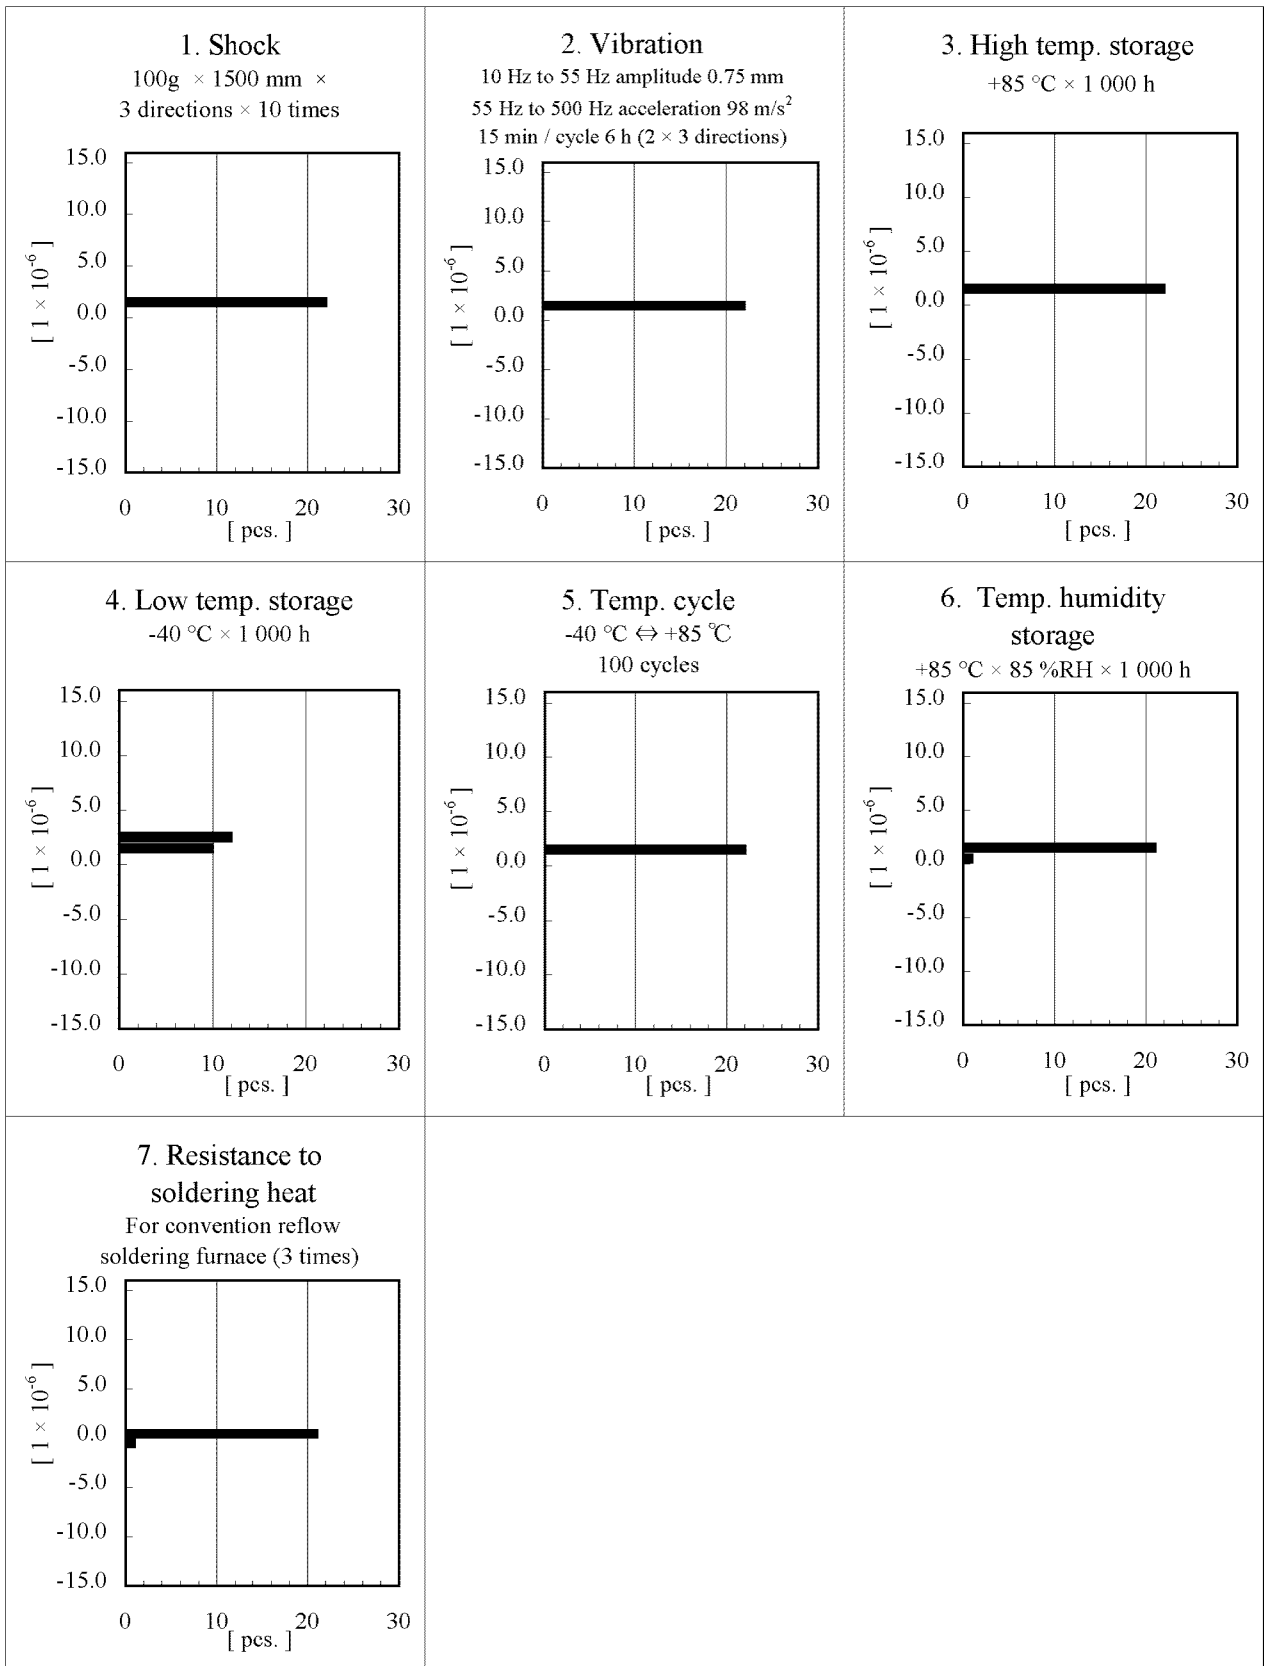 1. Shock
100g × 1500 mm ×
3 directions × 10 times
15.0
10.0
5.0
0.0
-5.0
-10.0
-15.0
[ 1 × 10⁻⁶ ]
0 10 20 30
[ pcs. ]
2. Vibration
10 Hz to 55 Hz amplitude 0.75 mm
55 Hz to 500 Hz acceleration 98 m/s²
15 min / cycle 6 h (2 × 3 directions)
15.0
10.0
5.0
0.0
-5.0
-10.0
-15.0
[ 1 × 10⁻⁶ ]
0 10 20 30
[ pcs. ]
3. High temp. storage
+85 °C × 1 000 h
15.0
10.0
5.0
0.0
-5.0
-10.0
-15.0
[ 1 × 10⁻⁶ ]
0 10 20 30
[ pcs. ]
4. Low temp. storage
-40 °C × 1 000 h
15.0
10.0
5.0
0.0
-5.0
-10.0
-15.0
[ 1 × 10⁻⁶ ]
0 10 20 30
[ pcs. ]
5. Temp. cycle
-40 °C ⇔ +85 ℃
100 cycles
15.0
10.0
5.0
0.0
-5.0
-10.0
-15.0
[ 1 × 10⁻⁶ ]
0 10 20 30
[ pcs. ]
6. Temp. humidity
storage
+85 °C × 85 %RH × 1 000 h
15.0
10.0
5.0
0.0
-5.0
-10.0
-15.0
[ 1 × 10⁻⁶ ]
0 10 20 30
[ pcs. ]
7. Resistance to
soldering heat
For convention reflow
soldering furnace (3 times)
15.0
10.0
5.0
0.0
-5.0
-10.0
-15.0
[ 1 × 10⁻⁶ ]
0 10 20 30
[ pcs. ]